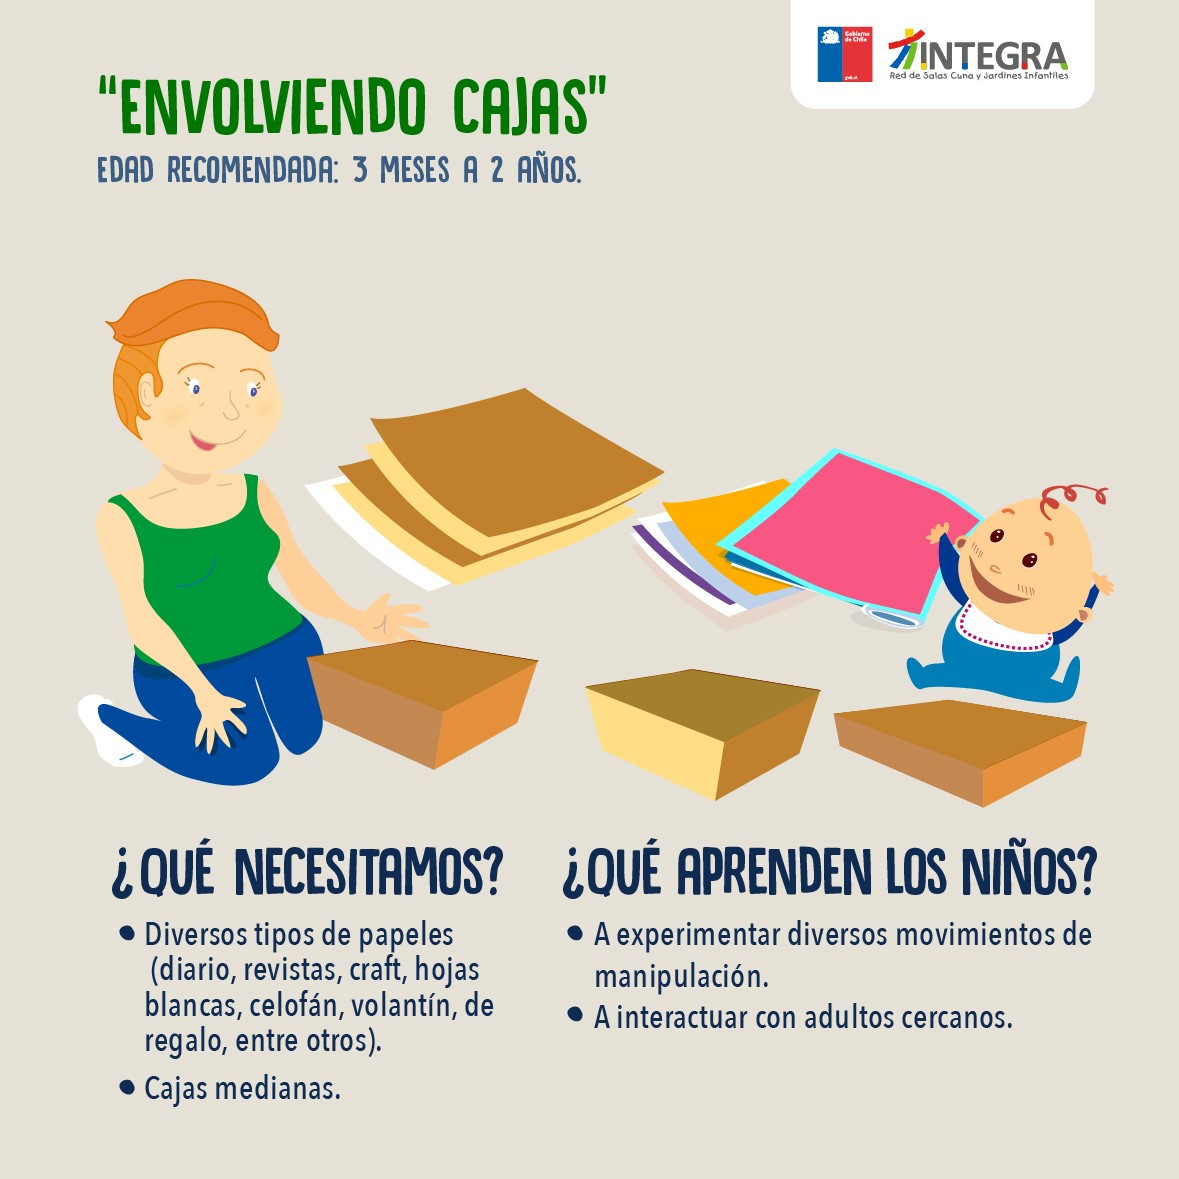 Gobierno
de Chile
gob.cl
INTEGRA
Red de Salas Cuna y Jardines Infantiles
“ENVOLVIENDO CAJAS”
EDAD RECOMENDADA: 3 MESES A 2 AÑOS.
¿QUÉ NECESITAMOS?
• Diversos tipos de papeles
(diario, revistas, craft, hojas
blancas, celofán, volantín, de
regalo, entre otros).
• Cajas medianas.
¿QUÉ APRENDEN LOS NIÑOS?
• A experimentar diversos movimientos de
manipulación.
• A interactuar con adultos cercanos.